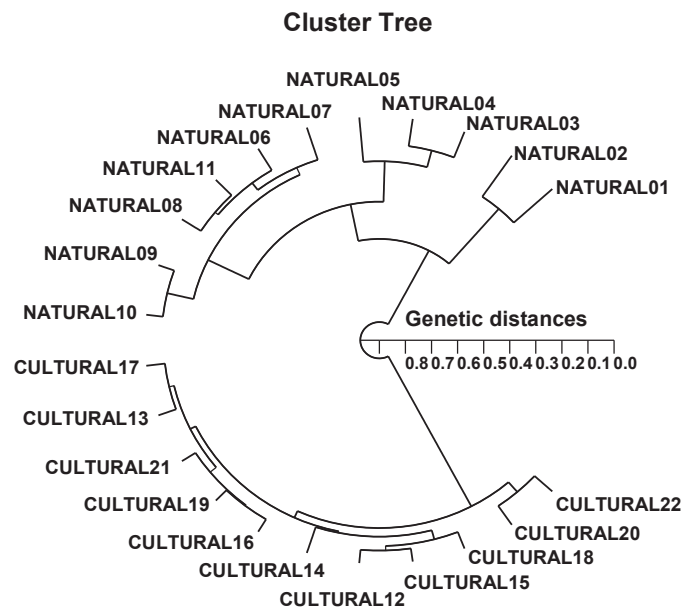 Cluster Tree
NATURAL05
NATURAL04
NATURAL07
NATURAL03
NATURAL06
NATURAL02
NATURAL11
NATURAL01
NATURAL08
NATURAL09
NATURAL10
Genetic distances
0.8 0.7 0.6 0.5 0.4 0.3 0.2 0.1 0.0
CULTURAL17
CULTURAL13
CULTURAL21
CULTURAL19
CULTURAL22
CULTURAL20
CULTURAL16
CULTURAL18
CULTURAL14
CULTURAL15
CULTURAL12